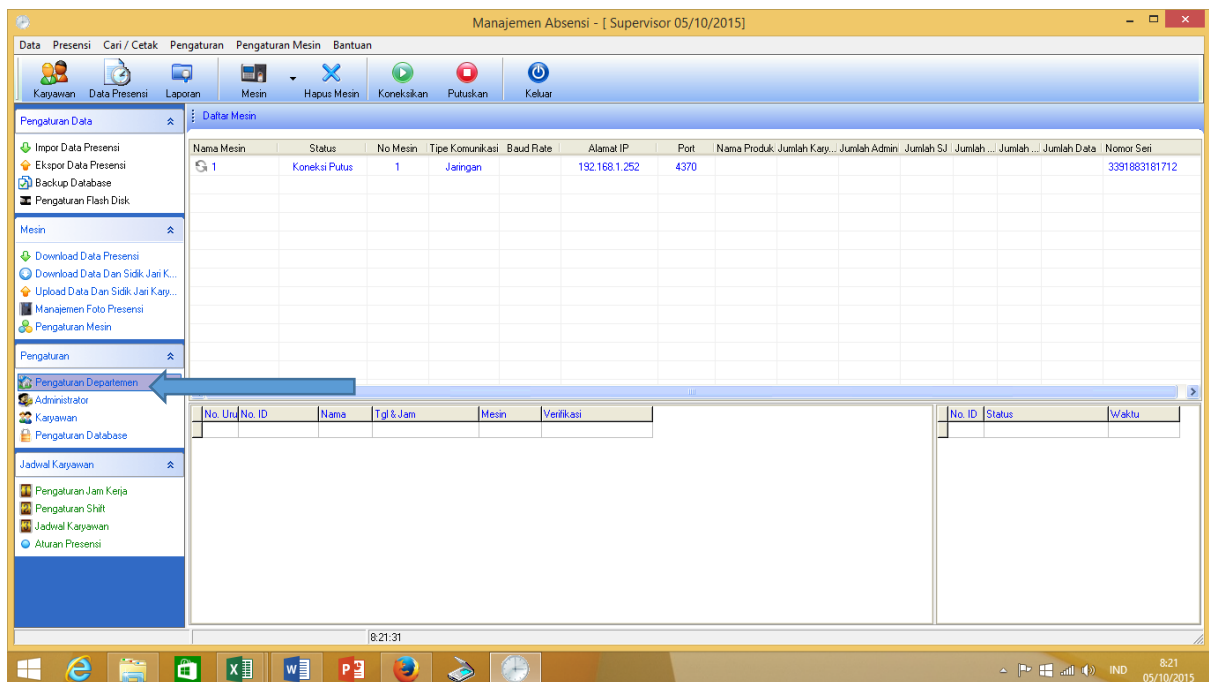 Manajemen Absensi - [ Supervisor 05/10/2015]
Data Presensi Cari / Cetak Pengaturan Pengaturan Mesin Bantuan
Karyawan Data Presensi Laporan Mesin Hapus Mesin Koneksikan Putuskan Keluar
Pengaturan Data
Impor Data Presensi
Ekspor Data Presensi
Backup Database
Pengaturan Flash Disk
Mesin
Download Data Presensi
Download Data Dan Sidik Jari K...
Upload Data Dan Sidik Jari Kary...
Manajemen Foto Presensi
Pengaturan Mesin
Pengaturan
Pengaturan Departemen
Administrator
Karyawan
Pengaturan Database
Jadwal Karyawan
Pengaturan Jam Kerja
Pengaturan Shift
Jadwal Karyawan
Aturan Presensi
Daftar Mesin
Nama Mesin Status No Mesin Tipe Komunikasi Baud Rate Alamat IP Port Nama Produk Jumlah Kary... Jumlah Admin Jumlah SJ Jumlah ... Jumlah ... Jumlah Data Nomor Seri
1 Koneksi Putus 1 Jaringan 192.168.1.252 4370 3391883181712
No. Uru No. ID Nama Tgl & Jam Mesin Verifikasi
No. ID Status Waktu
8:21:31
IND 8:21
05/10/2015